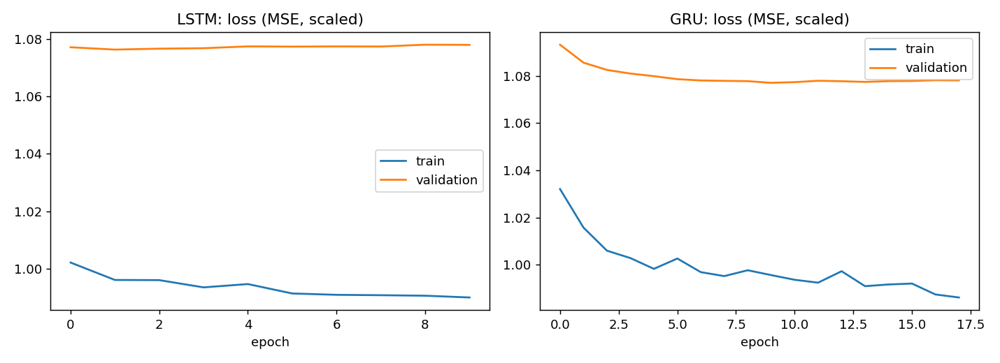 LSTM: loss (MSE, scaled)
1.08
1.06
1.04
1.02
1.00
train
validation
0
2
4
6
8
epoch
GRU: loss (MSE, scaled)
1.08
1.06
1.04
1.02
1.00
train
validation
0.0
2.5
5.0
7.5
10.0
12.5
15.0
17.5
epoch